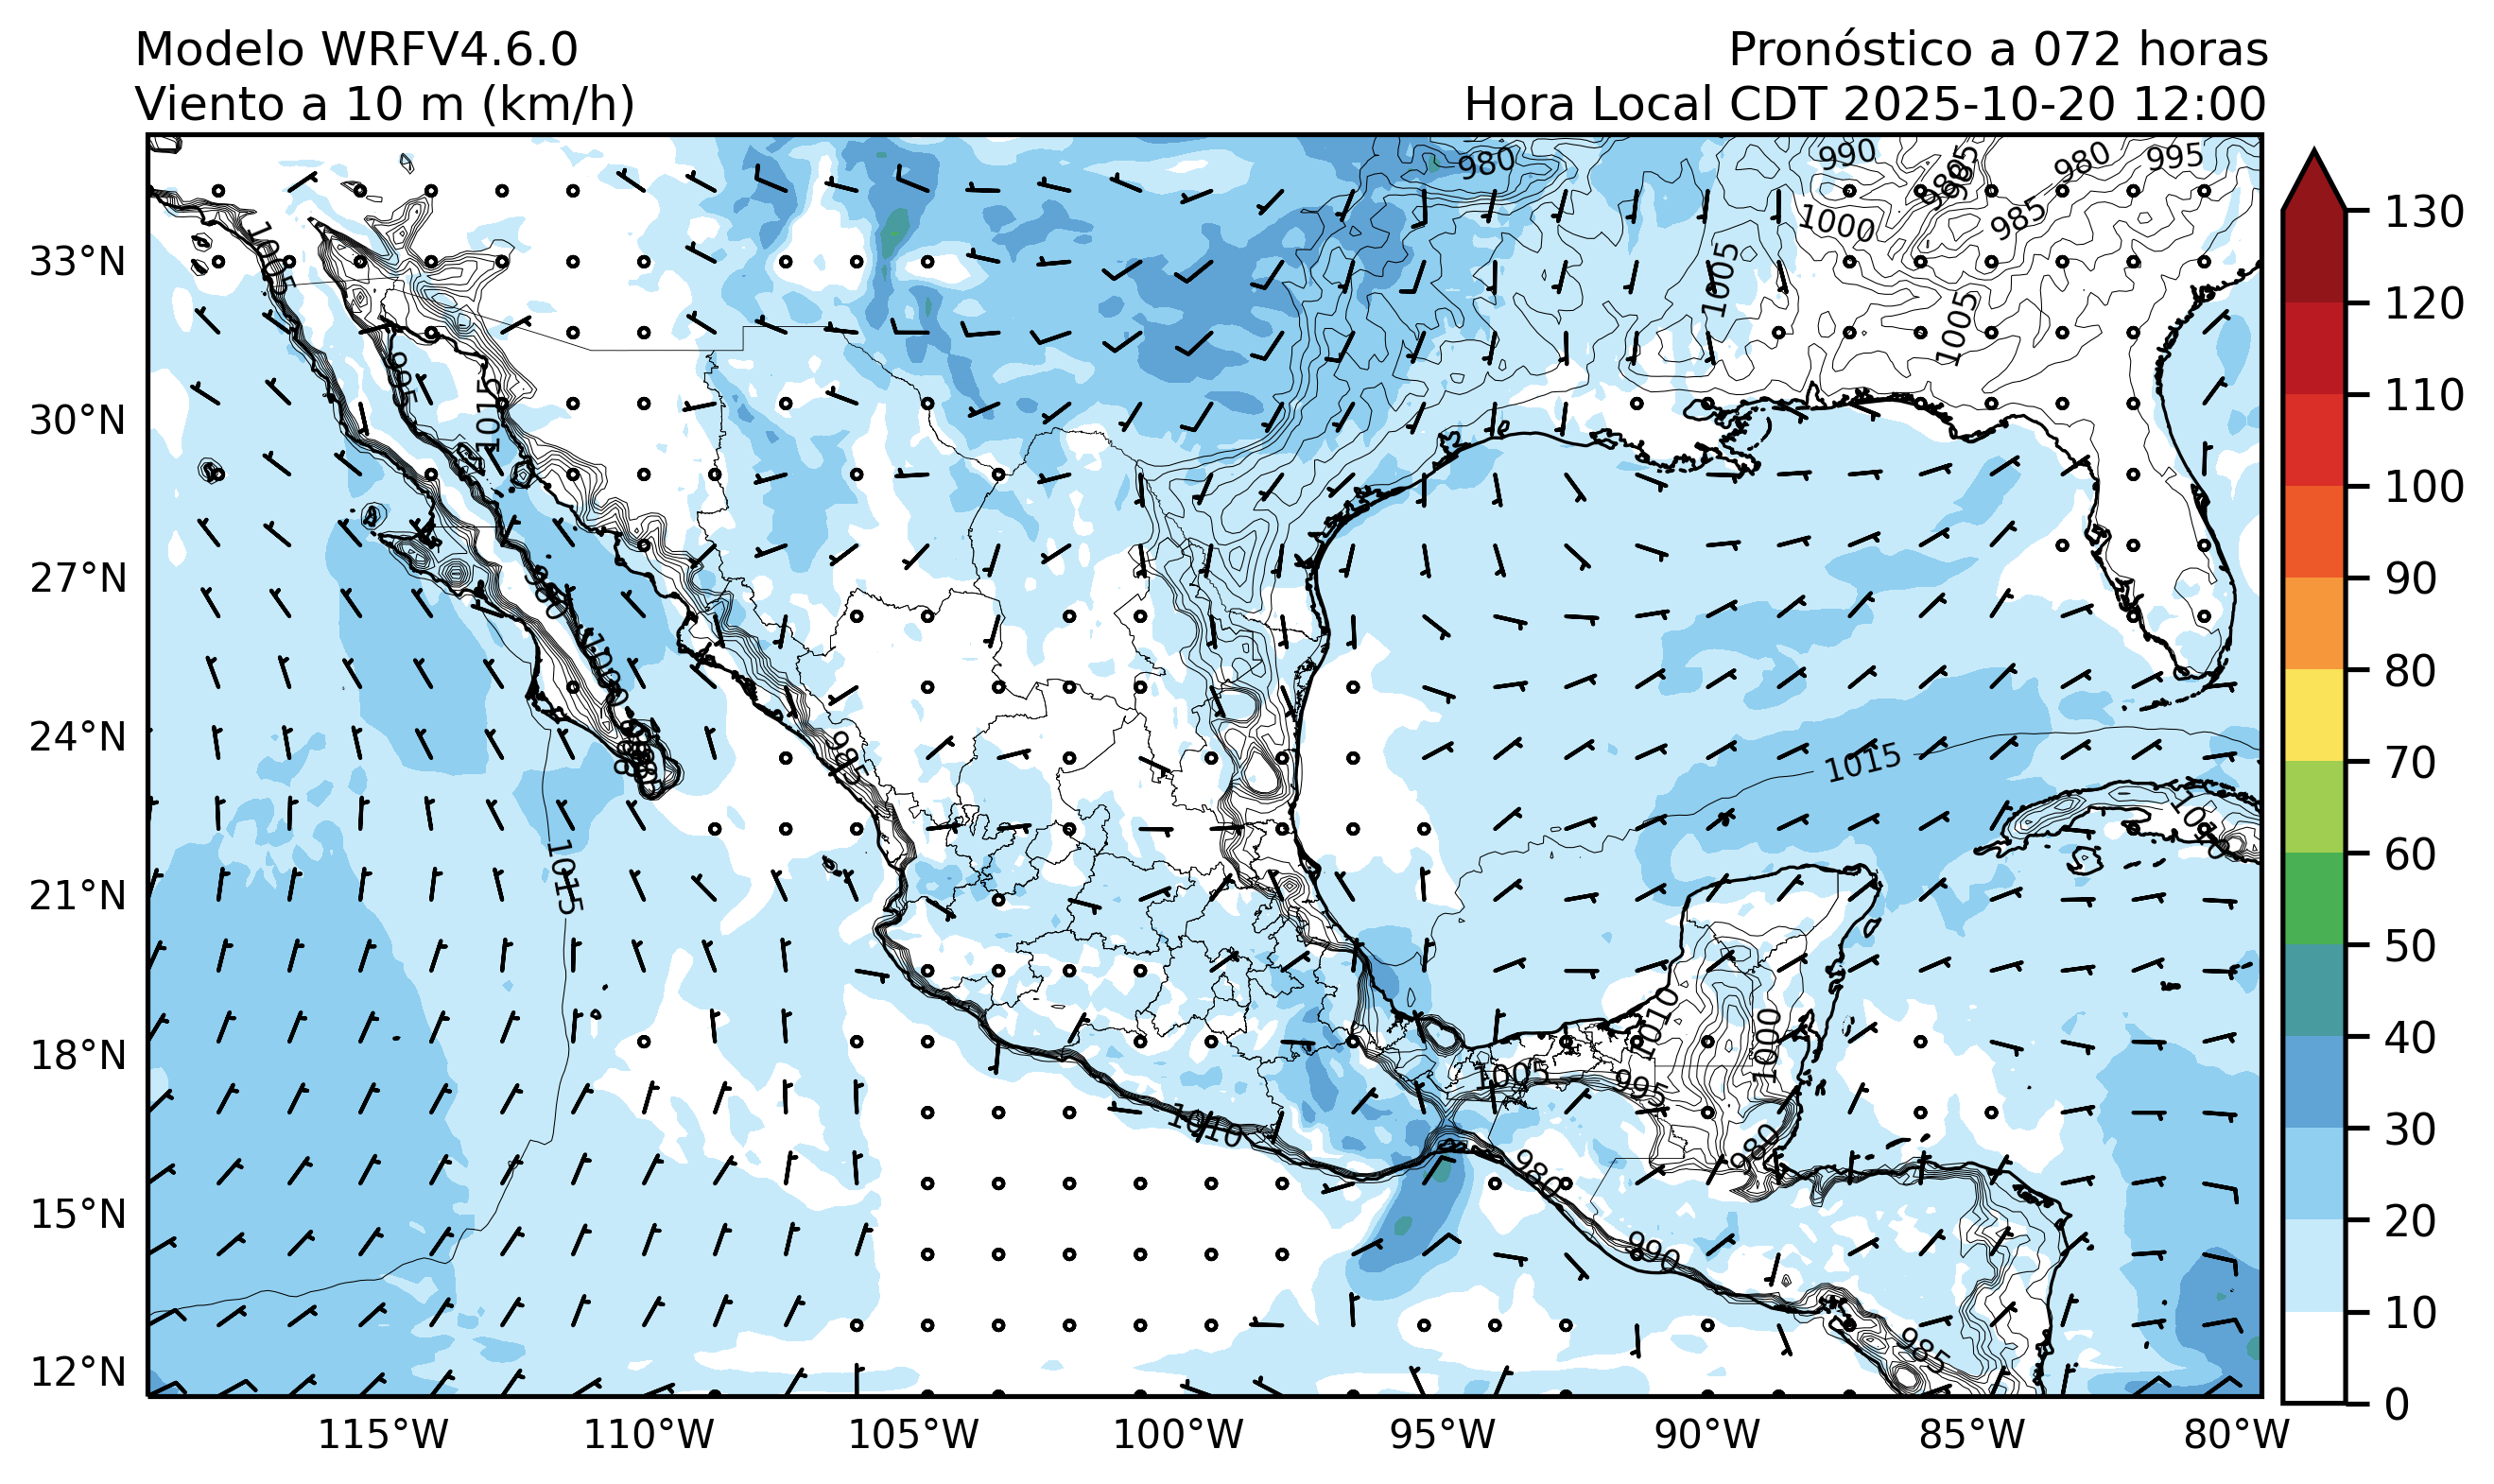 Modelo WRFV4.6.0
Pronóstico a 072 horas
Viento a 10 m (km/h)
Hora Local CDT 2025-10-20 12:00
980
990
985
980
995
1005
1000
985
1005
1005
965
1015
980
1000
985
1015
1015
1010
1010
1000
1005
995
1010
980
980
990
985
33°N
30°N
27°N
24°N
21°N
18°N
15°N
12°N
115°W
110°W
105°W
100°W
95°W
90°W
85°W
80°W
130
120
110
100
90
80
70
60
50
40
30
20
10
0